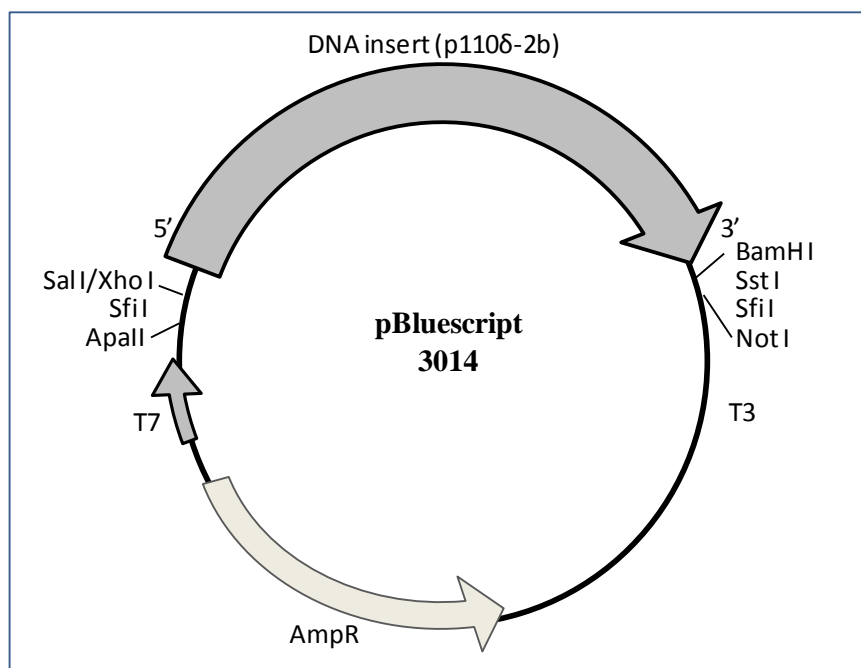 DNA insert (p110δ-2b)
5’
3’
Sal I/Xho I
Sfi I
ApaII
BamH I
Sst I
Sfi I
Not I
pBluescript
3014
T7
T3
AmpR